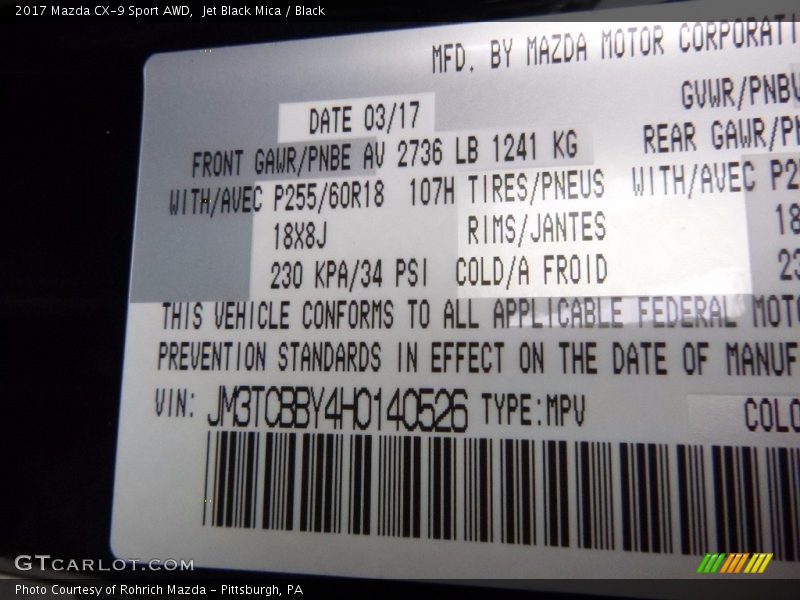 2017 Mazda CX-9 Sport AWD, Jet Black Mica / Black
MFD. BY MAZDA MOTOR CORPORATI
DATE 03/17 GVWR/PNBV
FRONT GAWR/PNBE AV 2736 LB 1241 KG REAR GAWR/PN
WITH/AVEC P255/60R18 107H TIRES/PNEUS WITH/AVEC P2
18X8J RIMS/JANTES 18
230 KPA/34 PSI COLD/A FROID 23
THIS VEHICLE CONFORMS TO ALL APPLICABLE FEDERAL MOTO
PREVENTION STANDARDS IN EFFECT ON THE DATE OF MANUF
VIN: JM3TCBBY4H0140526 TYPE:MPV COLO
GTCARLOT.COM
Photo Courtesy of Rohrich Mazda - Pittsburgh, PA